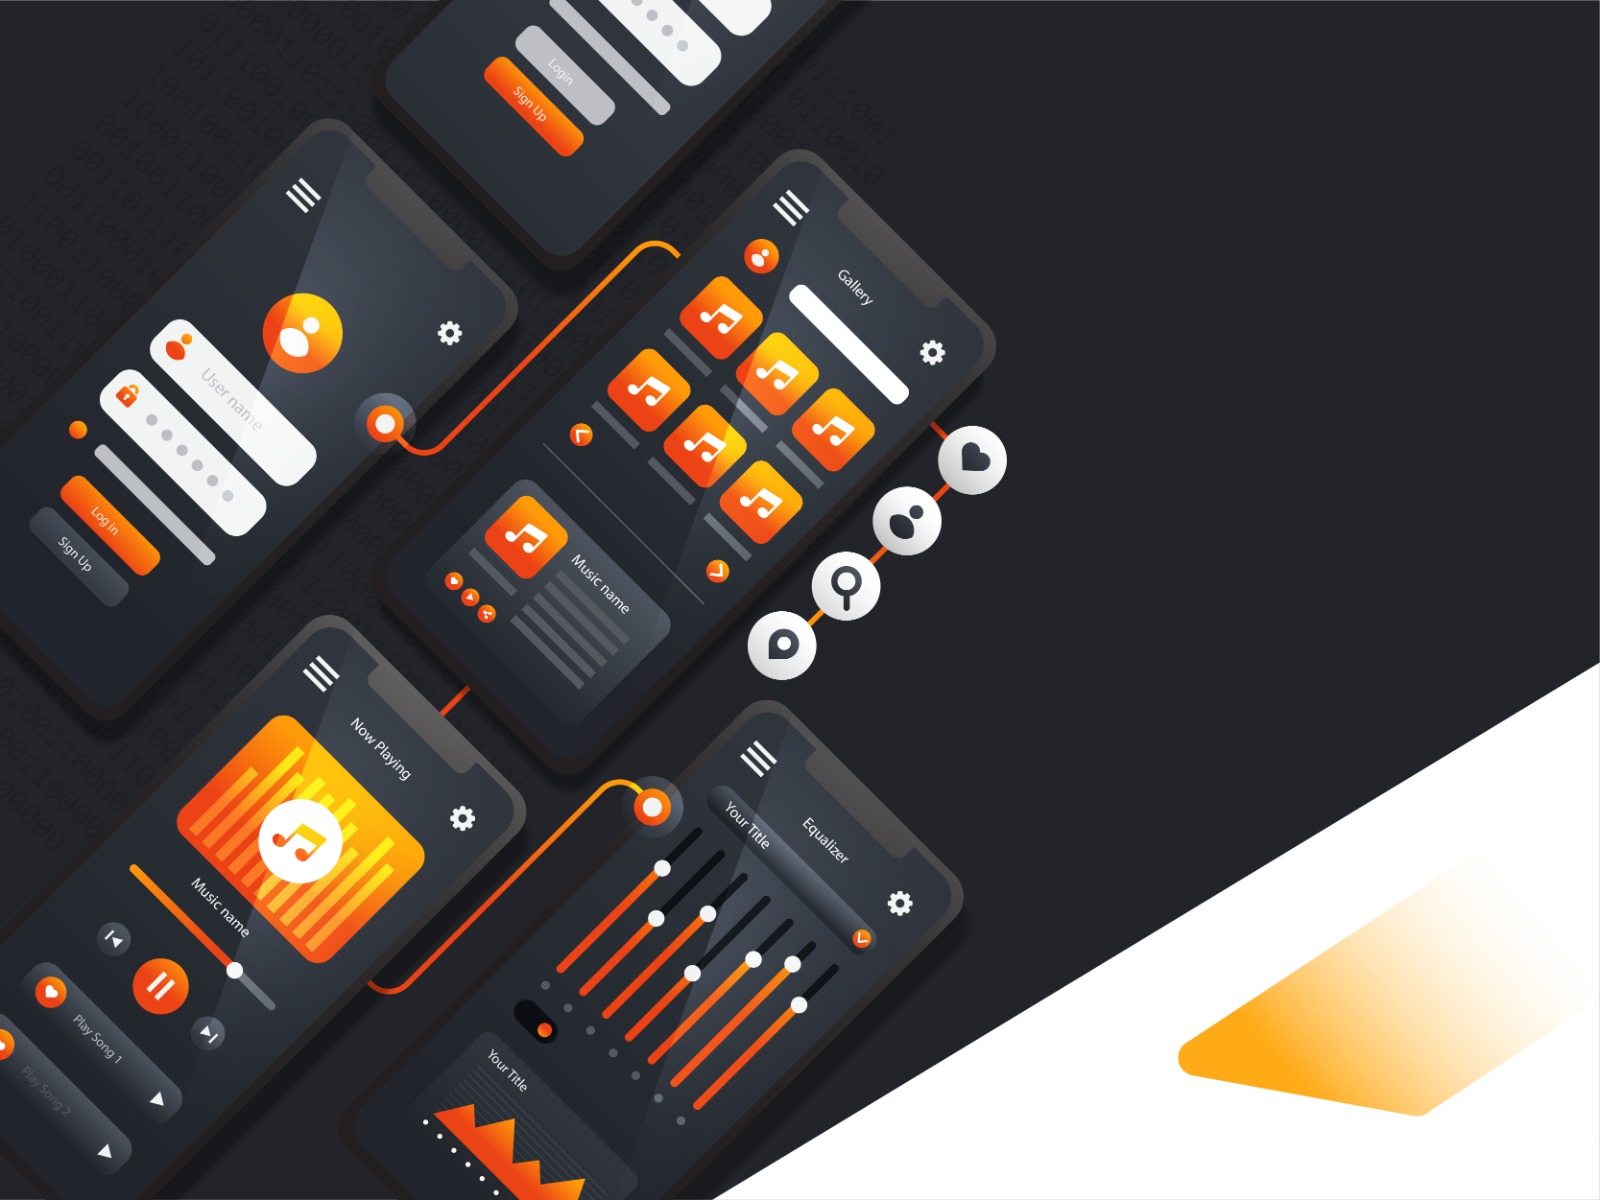 Login
Sign Up
User name
Log in
Sign Up
Gallery
Music name
Now Playing
Music name
Play Song 1
Play Song 2
Equalizer
Your Title
Your Title